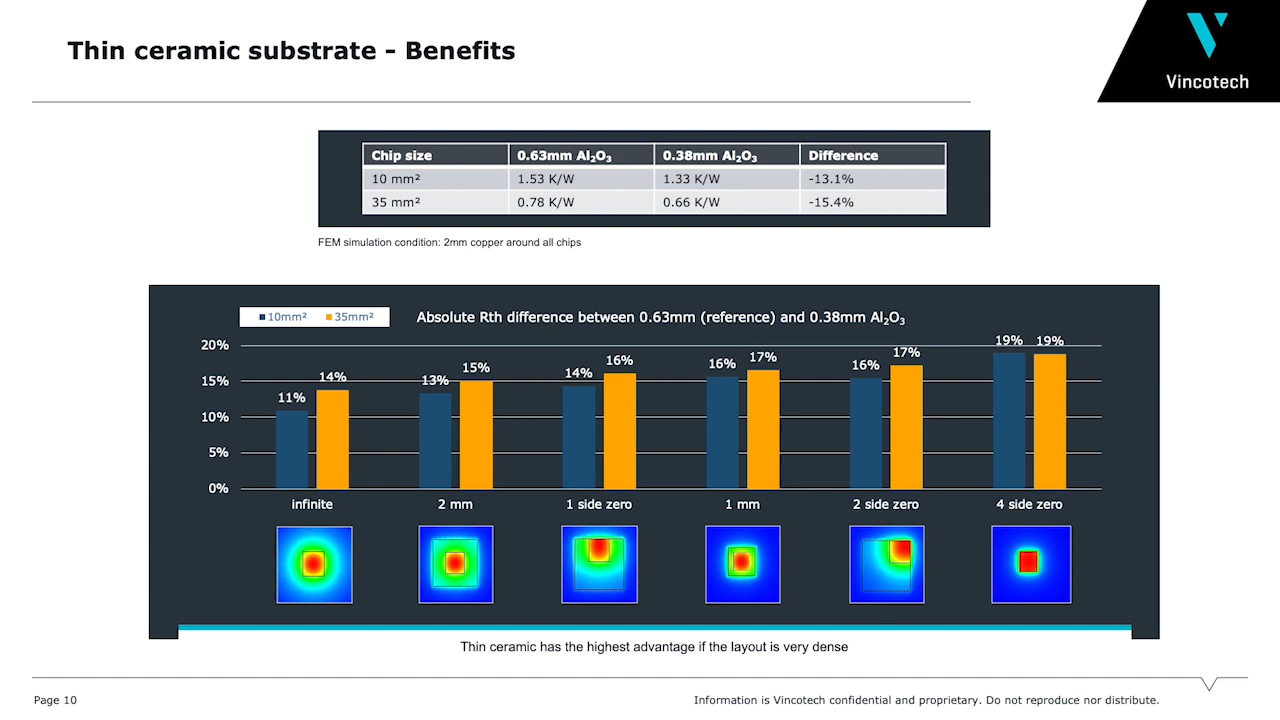 Thin ceramic substrate - Benefits
Vincotech
Chip size 0.63mm Al₂O₃ 0.38mm Al₂O₃ Difference
10 mm² 1.53 K/W 1.33 K/W -13.1%
35 mm² 0.78 K/W 0.66 K/W -15.4%
FEM simulation condition: 2mm copper around all chips
10mm² 35mm²
Absolute Rth difference between 0.63mm (reference) and 0.38mm Al₂O₃
20%
15%
10%
5%
0%
11% 14% 13% 15% 14% 16% 16% 17% 16% 17% 19% 19%
infinite 2 mm 1 side zero 1 mm 2 side zero 4 side zero
Thin ceramic has the highest advantage if the layout is very dense
Page 10
Information is Vincotech confidential and proprietary. Do not reproduce nor distribute.